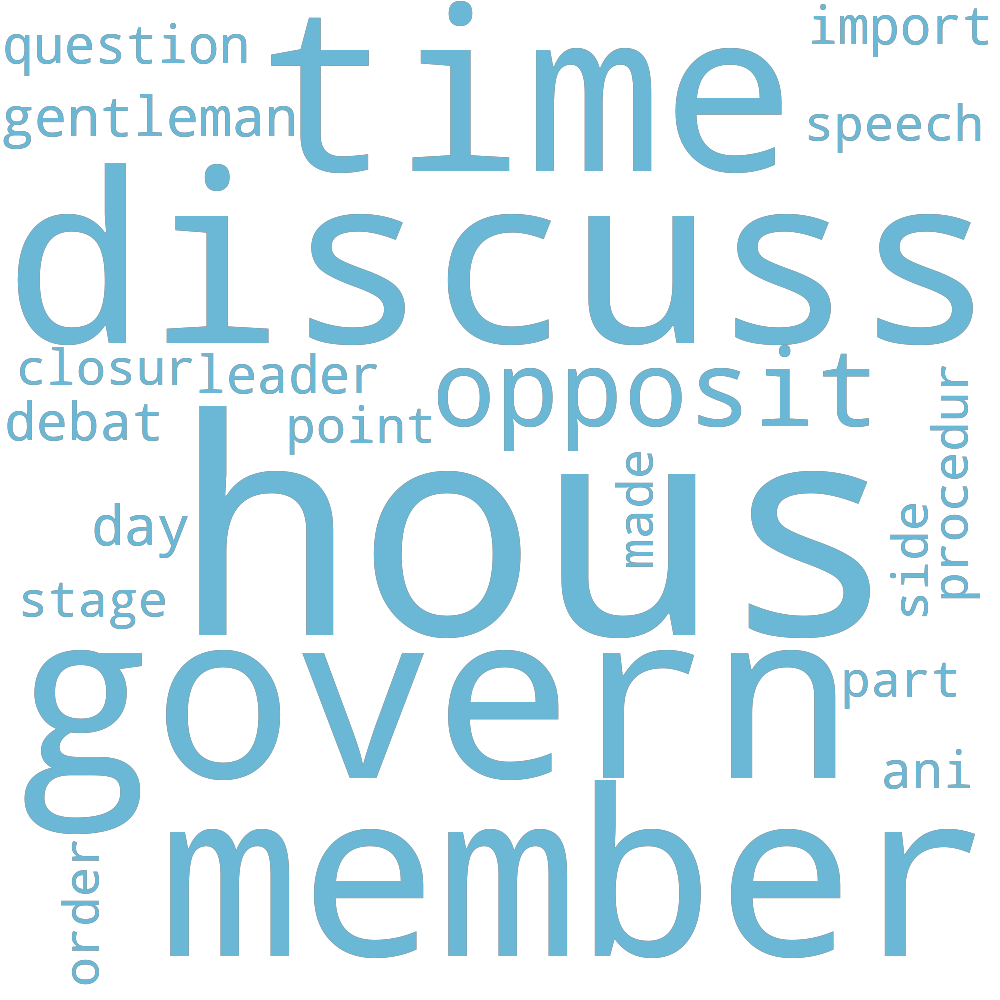 question
time
import
gentleman
speech
discuss
closur
leader
opposit
debat
point
procedur
hous
made
side
day
stage
govern
part
ani
member
order